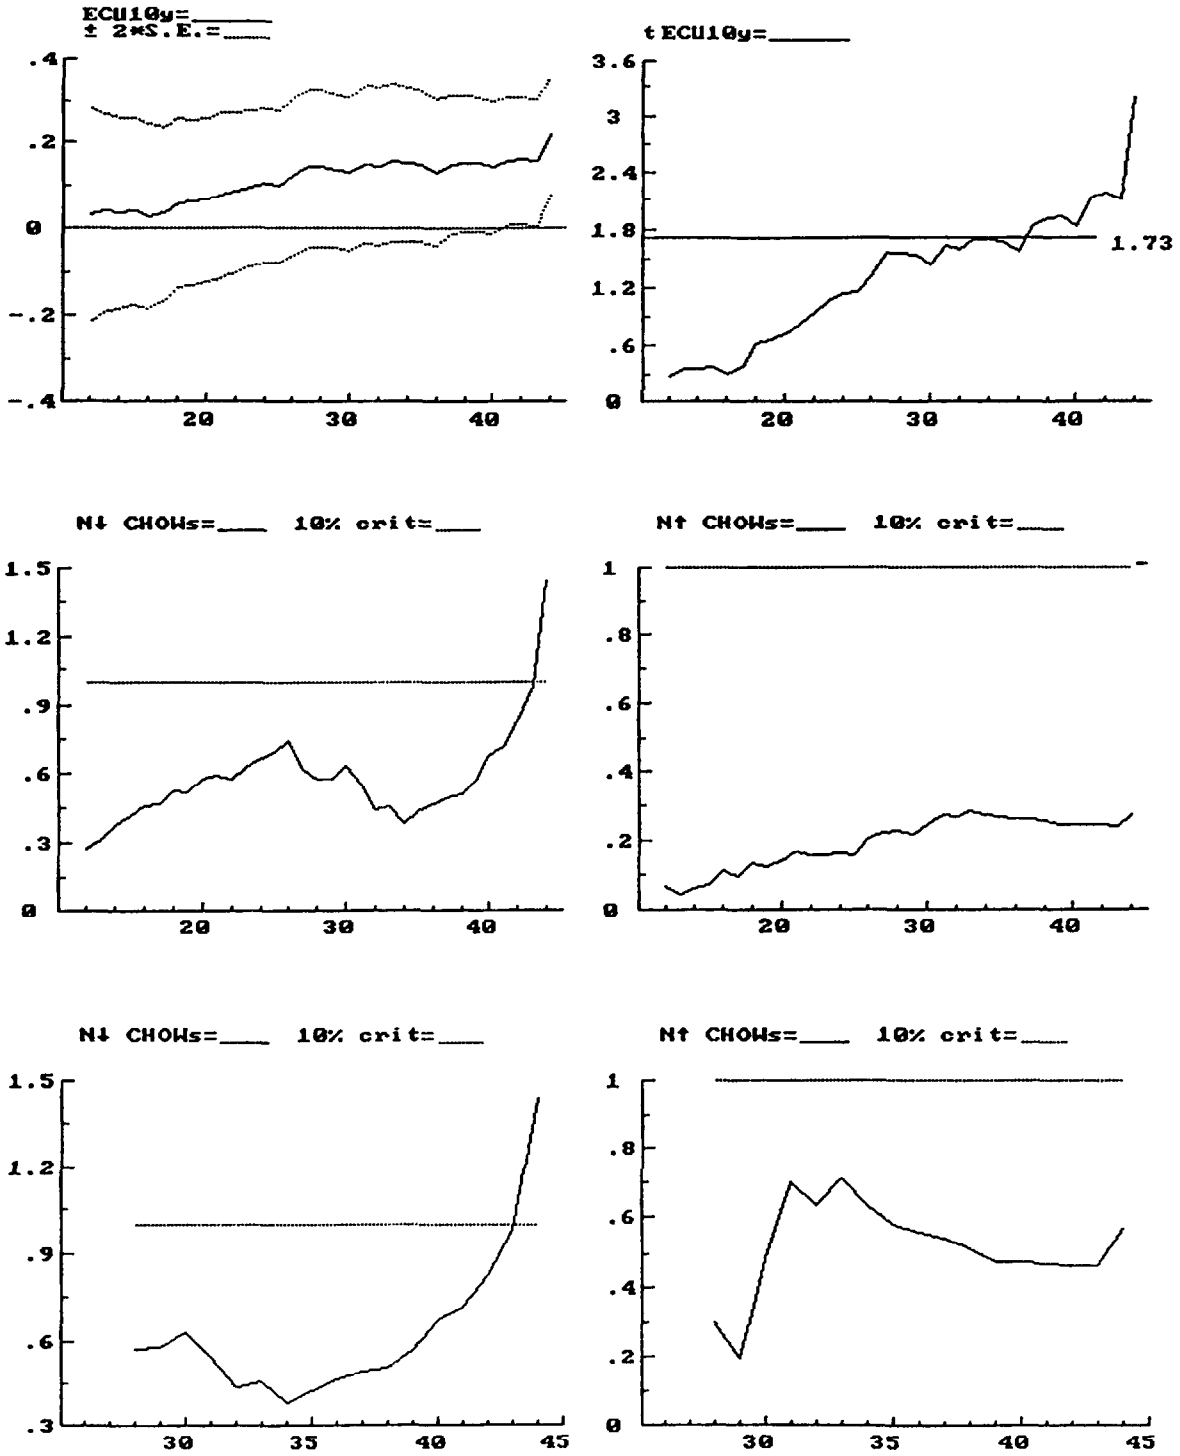 ECU10y=
± 2*S.E.=
.4
.2
0
-.2
-.4
20 30 40
tECU10y=
3.6
3
2.4
1.8
1.2
.6
0
1.73
20 30 40
N↓ CHOWs= 10% crit=
1.5
1.2
.9
.6
.3
0
20 30 40
N↑ CHOWs= 10% crit=
1
.8
.6
.4
.2
0
20 30 40
N↓ CHOWs= 10% crit=
1.5
1.2
.9
.6
.3
30 35 40 45
N↑ CHOWs= 10% crit=
1
.8
.6
.4
.2
0
30 35 40 45